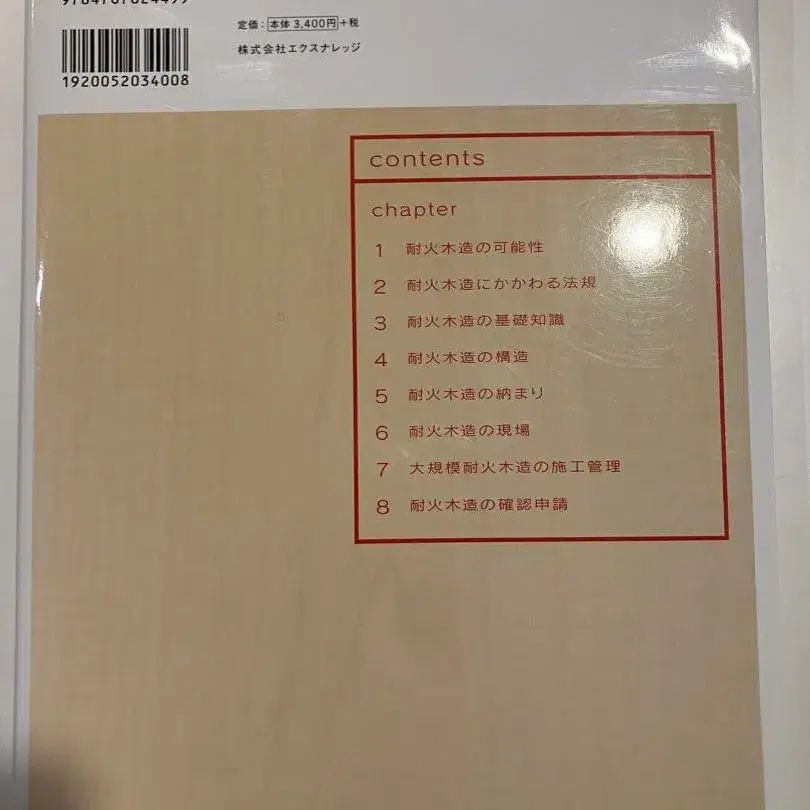 定価：本体 3,400円+税
株式会社エクスナレッジ
1920052034008
contents
chapter
1 耐火木造の可能性
2 耐火木造にかかわる法規
3 耐火木造の基礎知識
4 耐火木造の構造
5 耐火木造の納まり
6 耐火木造の現場
7 大規模耐火木造の施工管理
8 耐火木造の確認申請